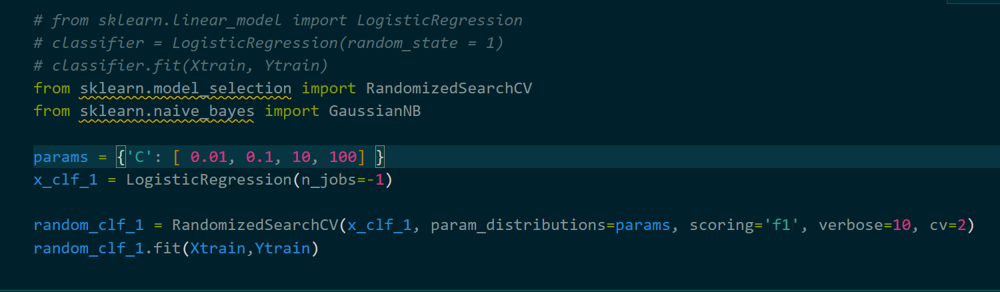 # from sklearn.linear_model import LogisticRegression
# classifier = LogisticRegression(random_state = 1)
# classifier.fit(Xtrain, Ytrain)
from sklearn.model_selection import RandomizedSearchCV
from sklearn.naive_bayes import GaussianNB
params = {'C': [ 0.01, 0.1, 10, 100] }
x_clf_1 = LogisticRegression(n_jobs=-1)
random_clf_1 = RandomizedSearchCV(x_clf_1, param_distributions=params, scoring='f1', verbose=10, cv=2)
random_clf_1.fit(Xtrain,Ytrain)